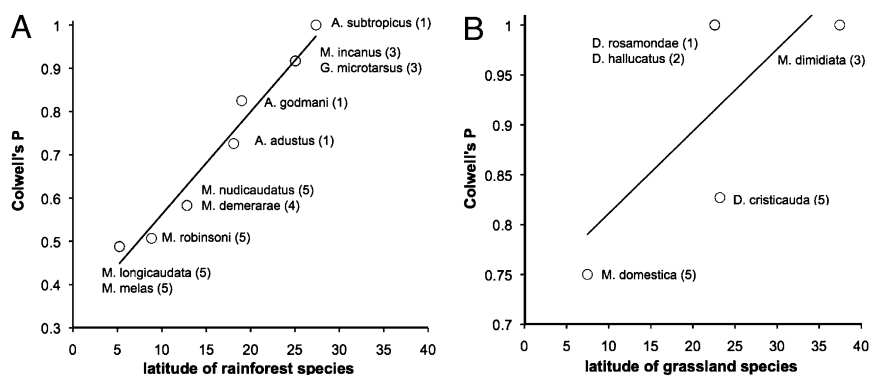 A
Colwell's P
1
0.9
0.8
0.7
0.6
0.5
0.4
0.3
A. subtropicus (1)
M. incanus (3)
G. microtarsus (3)
A. godmani (1)
A. adustus (1)
M. nudicaudatus (5)
M. demerarae (4)
M. robinsoni (5)
M. longicaudata (5)
M. melas (5)
0 5 10 15 20 25 30 35 40
latitude of rainforest species
B
Colwell's P
1
0.95
0.9
0.85
0.8
0.75
0.7
D. rosamondae (1)
D. hallucatus (2)
M. dimidiata (3)
D. cristicauda (5)
M. domestica (5)
0 5 10 15 20 25 30 35 40
latitude of grassland species